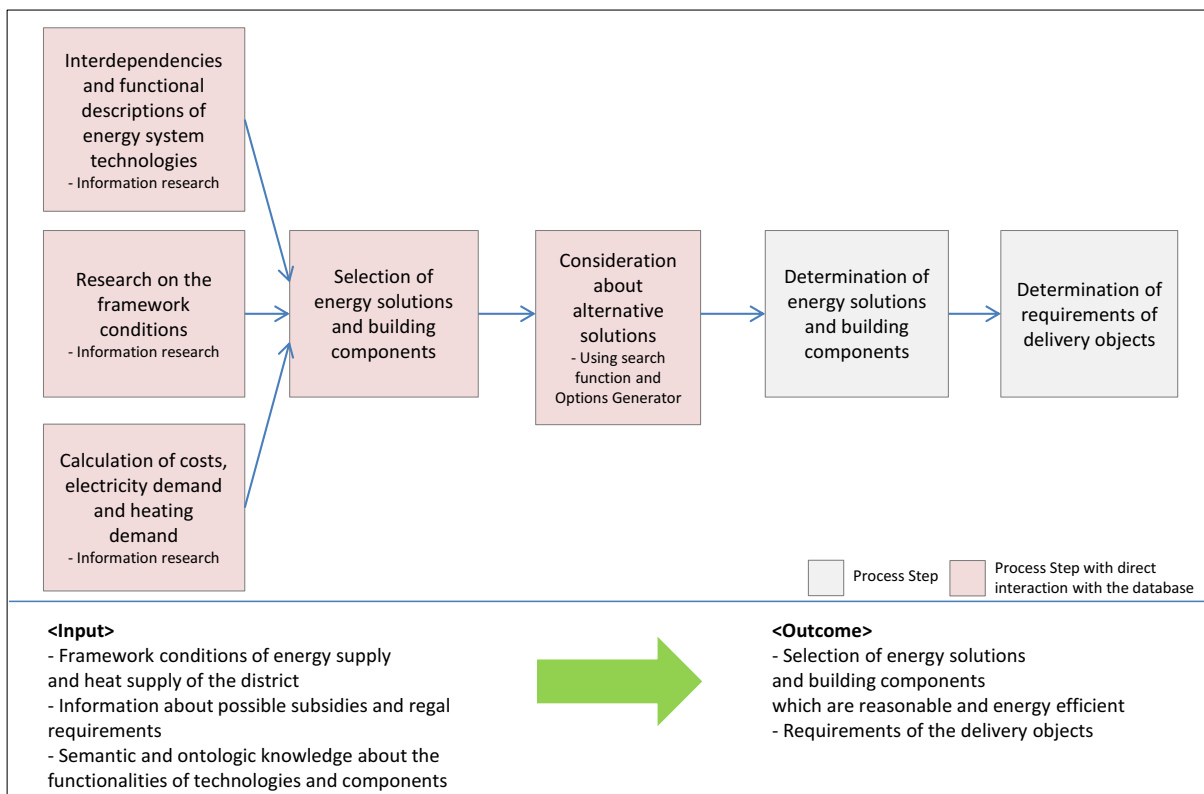 Interdependencies
and functional
descriptions of
energy system
technologies
- Information research
Research on the
framework
conditions
- Information research
Calculation of costs,
electricity demand
and heating
demand
- Information research
Selection of
energy solutions
and building
components
Consideration
about
alternative
solutions
- Using search
function and
Options Generator
Determination of
energy solutions
and building
components
Determination of
requirements of
delivery objects
Process Step
Process Step with direct
interaction with the database
<Input>
- Framework conditions of energy supply
and heat supply of the district
- Information about possible subsidies and regal
requirements
- Semantic and ontologic knowledge about the
functionalities of technologies and components
<Outcome>
- Selection of energy solutions
and building components
which are reasonable and energy efficient
- Requirements of the delivery objects